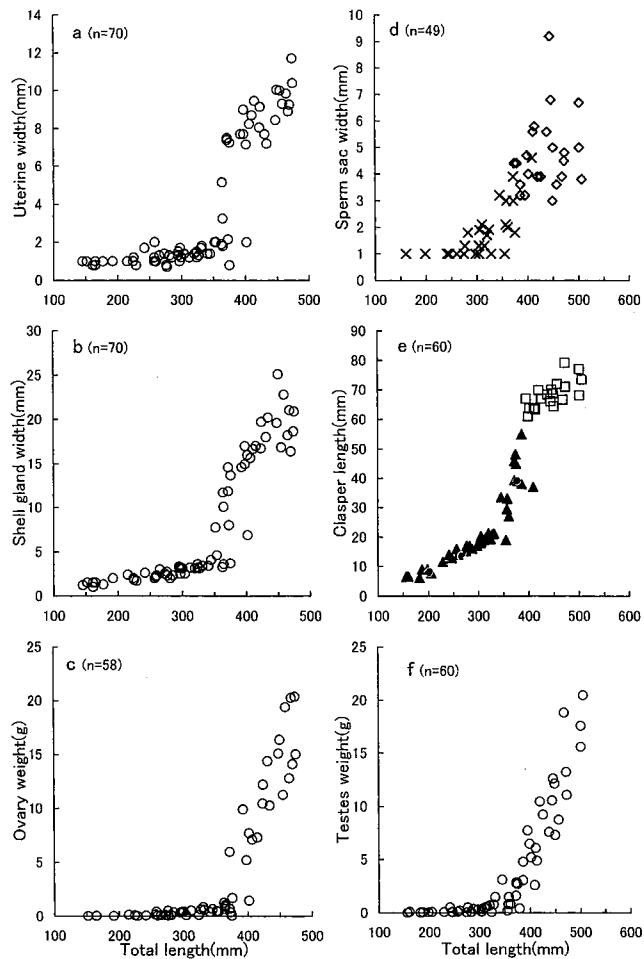 a (n=70)
Uterine width(mm)
14
12
10
8
6
4
2
0
100 200 300 400 500
d (n=49)
Sperm sac width(mm)
10
9
8
7
6
5
4
3
2
1
0
100 200 300 400 500 600
b (n=70)
Shell gland width(mm)
30
25
20
15
10
5
0
100 200 300 400 500
e (n=60)
Clasper length(mm)
90
80
70
60
50
40
30
20
10
0
100 200 300 400 500 600
c (n=58)
Ovary weight(g)
25
20
15
10
5
0
100 200 300 400 500
Total length(mm)
f (n=60)
Testes weight(g)
25
20
15
10
5
0
100 200 300 400 500 600
Total length(mm)